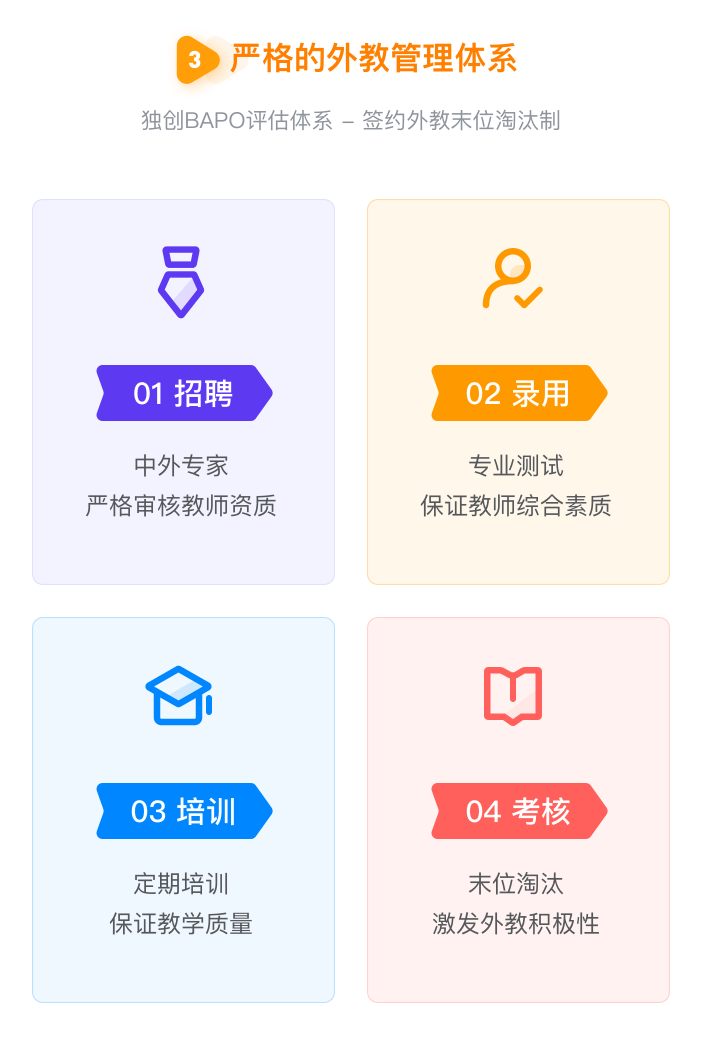 3 严格的外教管理体系
独创BAPO评估体系 – 签约外教末位淘汰制
01 招聘
中外专家
严格审核教师资质
02 录用
专业测试
保证教师综合素质
03 培训
定期培训
保证教学质量
04 考核
末位淘汰
激发外教积极性